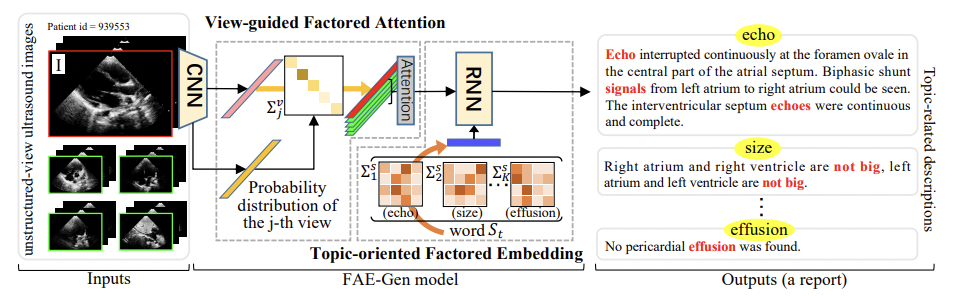 View-guided Factored Attention
unstructured-view ultrasound images
Patient id = 939553
I
CNN
Σ_j^v
Attention
Probability
distribution of
the j-th view
RNN
Σ_1^s
Σ_2^s
...
Σ_K^s
(echo)
(size)
(effusion)
word S_t
Topic-oriented Factored Embedding
echo
Echo interrupted continuously at the foramen ovale in
the central part of the atrial septum. Biphasic shunt
signals from left atrium to right atrium could be seen.
The interventricular septum echoes were continuous
and complete.
size
Right atrium and right ventricle are not big, left
atrium and left ventricle are not big.
effusion
No pericardial effusion was found.
Topic-related descriptions
Inputs
FAE-Gen model
Outputs (a report)